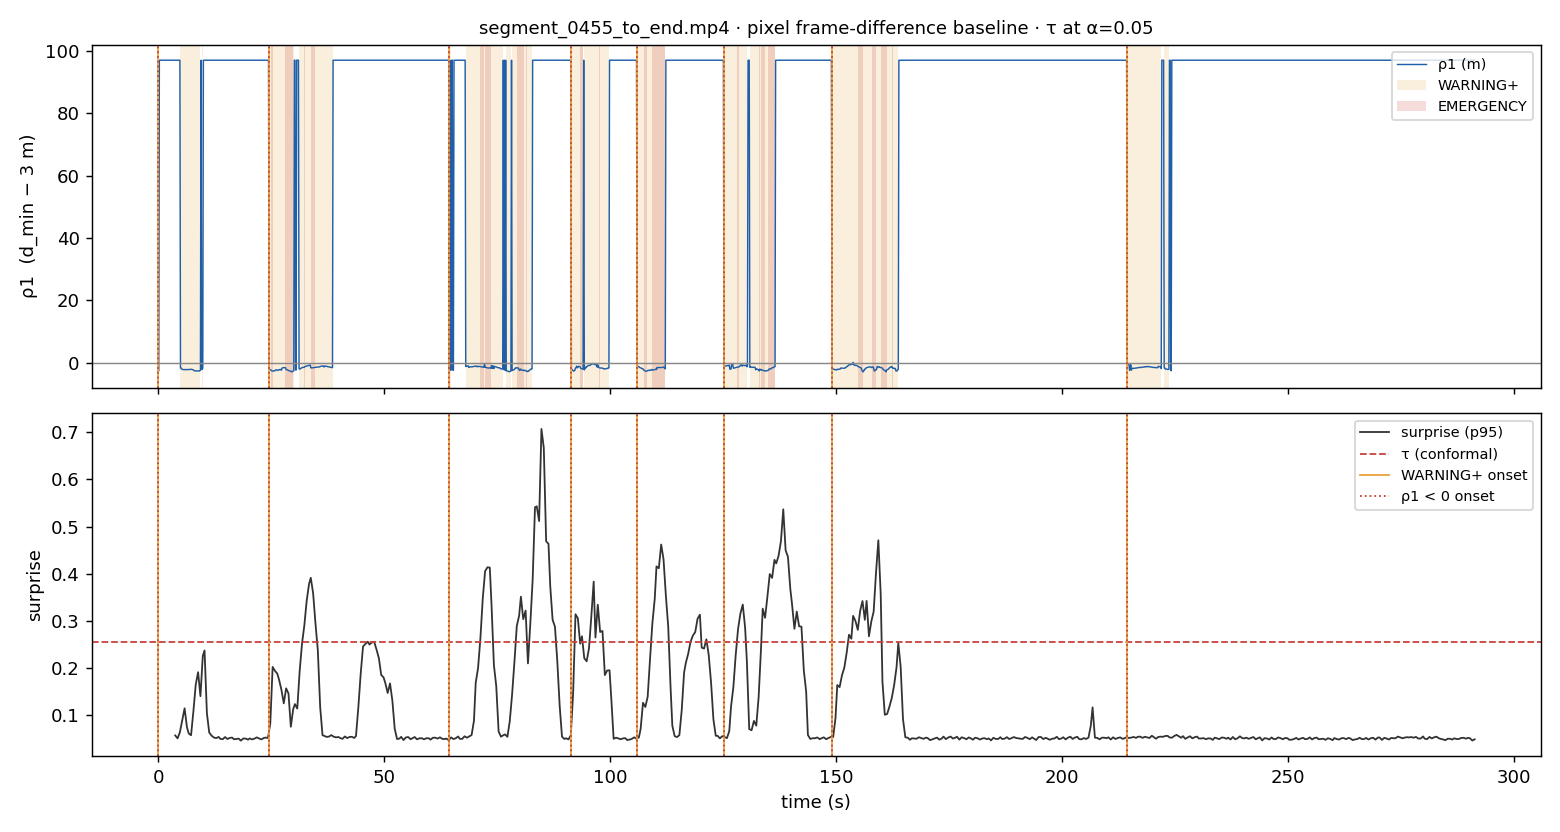 segment_0455_to_end.mp4 · pixel frame-difference baseline · τ at α=0.05
100
80
60
40
20
0
ρ1 (d_min − 3 m)
ρ1 (m)
WARNING+
EMERGENCY
0.7
0.6
0.5
0.4
0.3
0.2
0.1
surprise
surprise (p95)
τ (conformal)
WARNING+ onset
ρ1 < 0 onset
0 50 100 150 200 250 300
time (s)